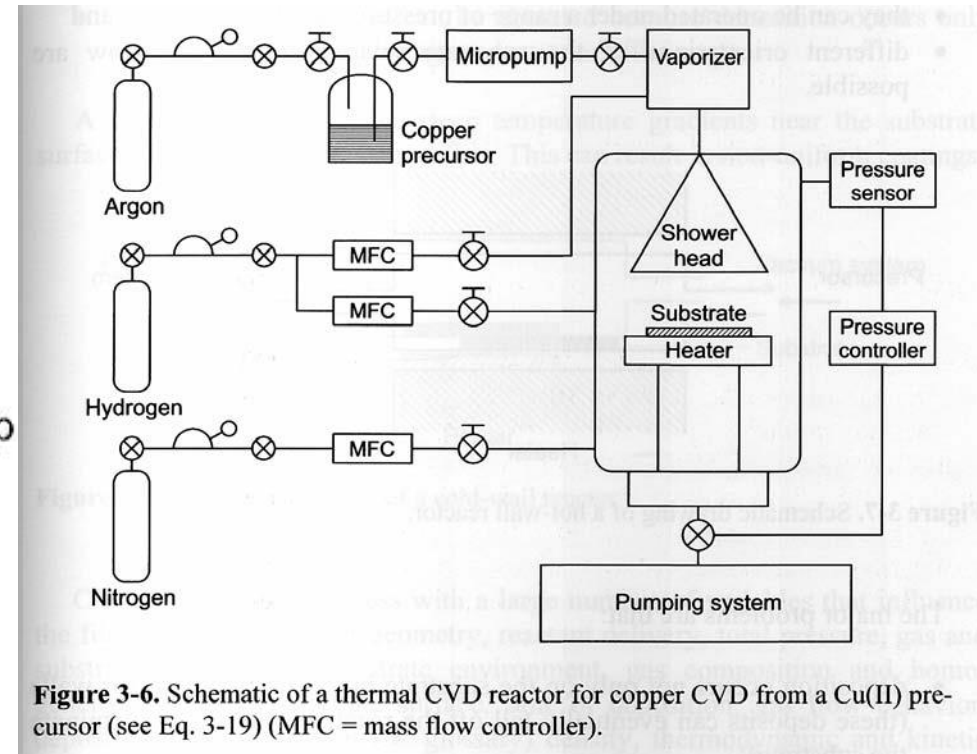 Micropump
Vaporizer
Copper
precursor
Argon
Pressure
sensor
Shower
head
MFC
MFC
Substrate
Heater
Pressure
controller
Hydrogen
MFC
Nitrogen
Pumping system
Figure 3-6. Schematic of a thermal CVD reactor for copper CVD from a Cu(II) pre-
cursor (see Eq. 3-19) (MFC = mass flow controller).